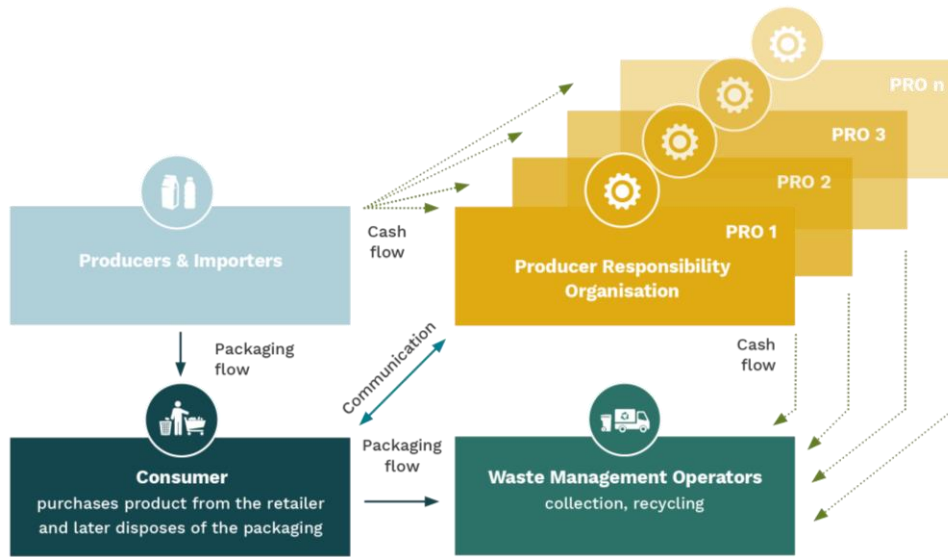 PRO n
PRO 3
PRO 2
PRO 1
Producers & Importers
Cash
flow
Producer Responsibility
Organisation
Packaging
flow
Communication
Cash
flow
Consumer
purchases product from the retailer
and later disposes of the packaging
Packaging
flow
Waste Management Operators
collection, recycling